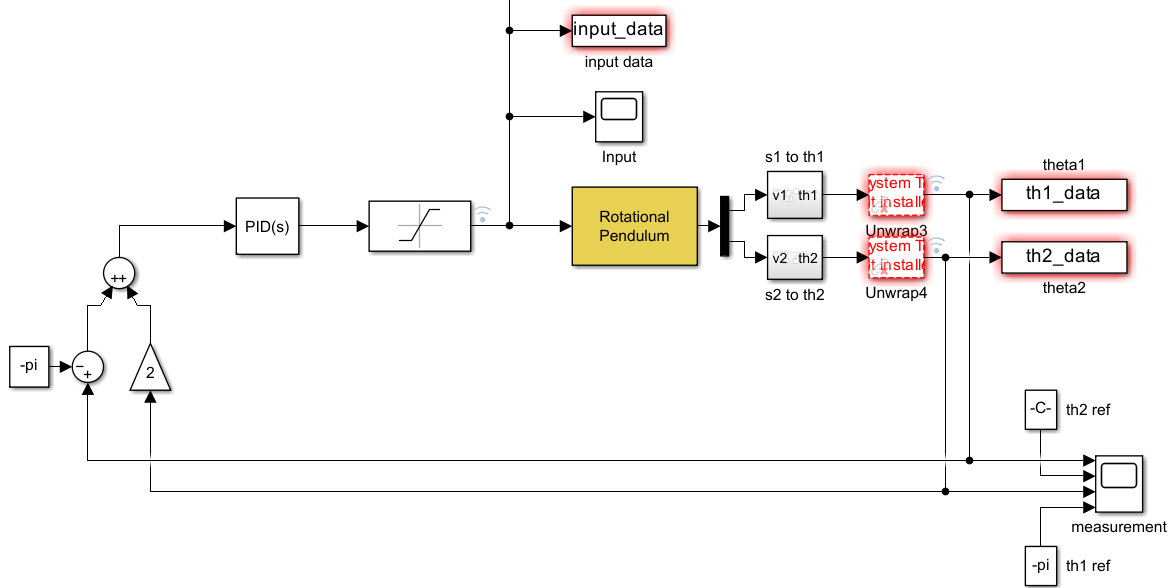 input_data
input data
Input
s1 to th1
theta1
v1 th1
ystem T
t installe
th1_data
PID(s)
Rotational
Pendulum
Unwrap3
ystem T
t installe
v2 th2
th2_data
s2 to th2
Unwrap4
theta2
++
-pi
−
+
2
-C-
th2 ref
measurement
-pi
th1 ref